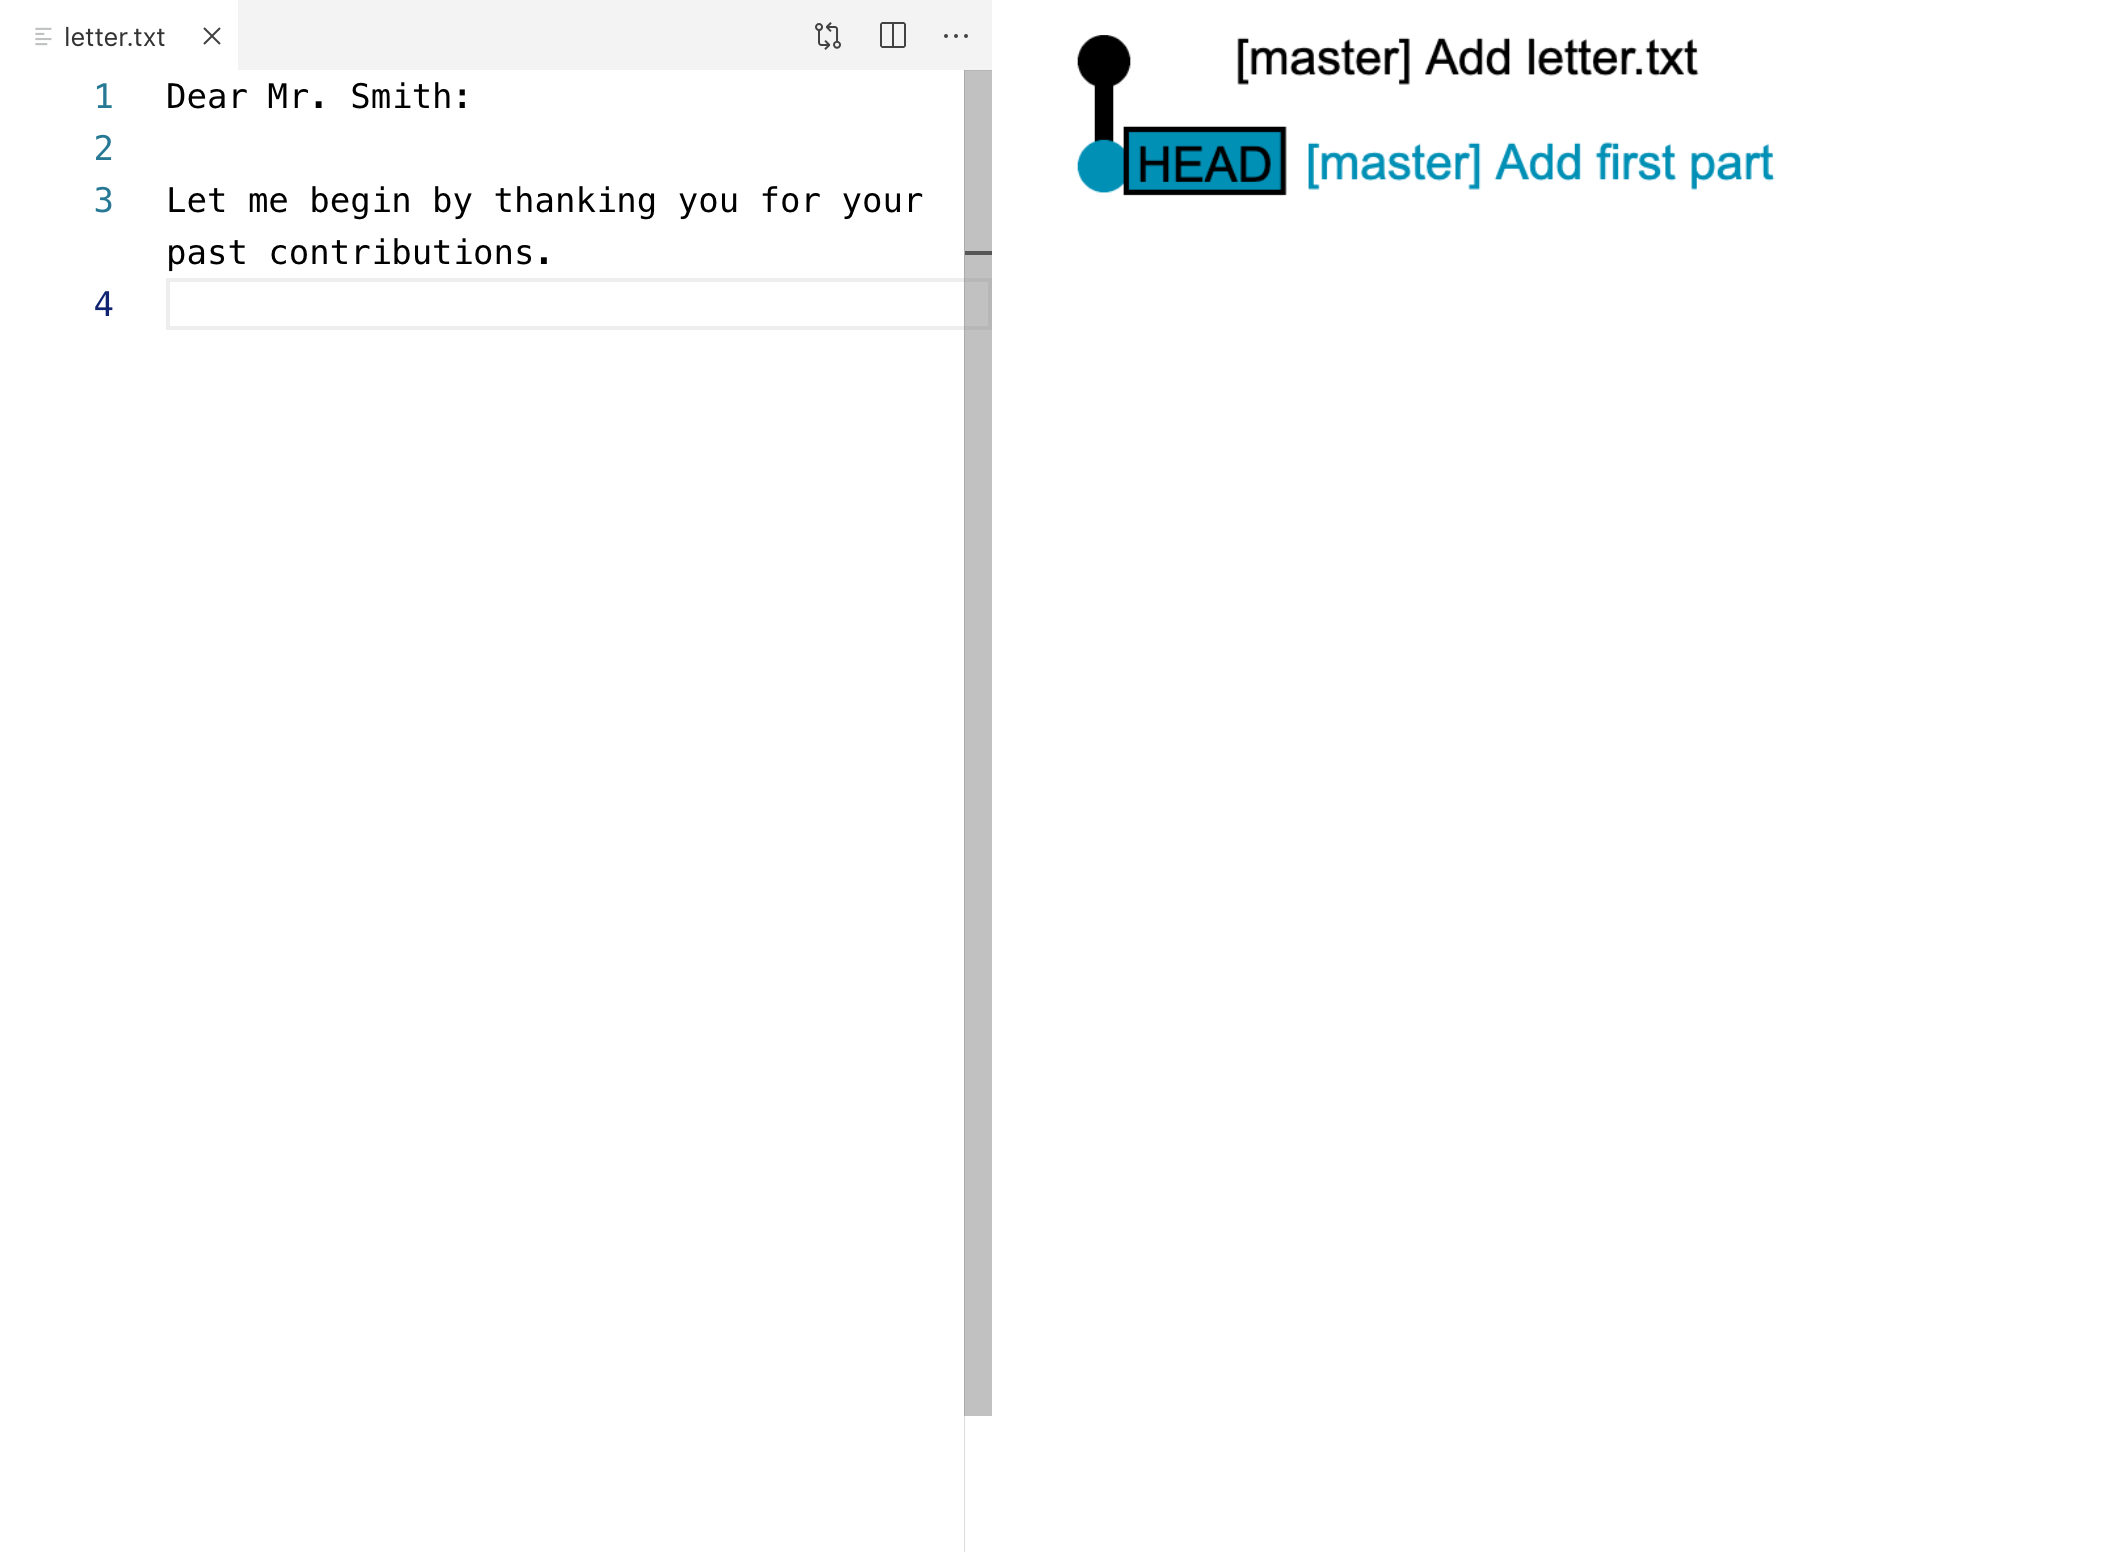 letter.txt
1 Dear Mr. Smith:
2
3 Let me begin by thanking you for your
past contributions.
4
[master] Add letter.txt
HEAD [master] Add first part